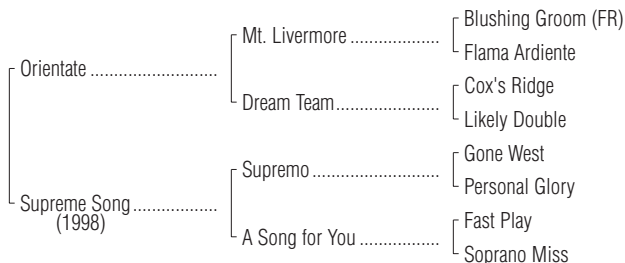 Blushing Groom (FR)
Mt. Livermore ...................
Flama Ardiente
Orientate ...........................
Cox's Ridge
Dream Team......................
Likely Double
Gone West
Supremo ...........................
Personal Glory
Supreme Song..................
(1998)
Fast Play
A Song for You .................
Soprano Miss